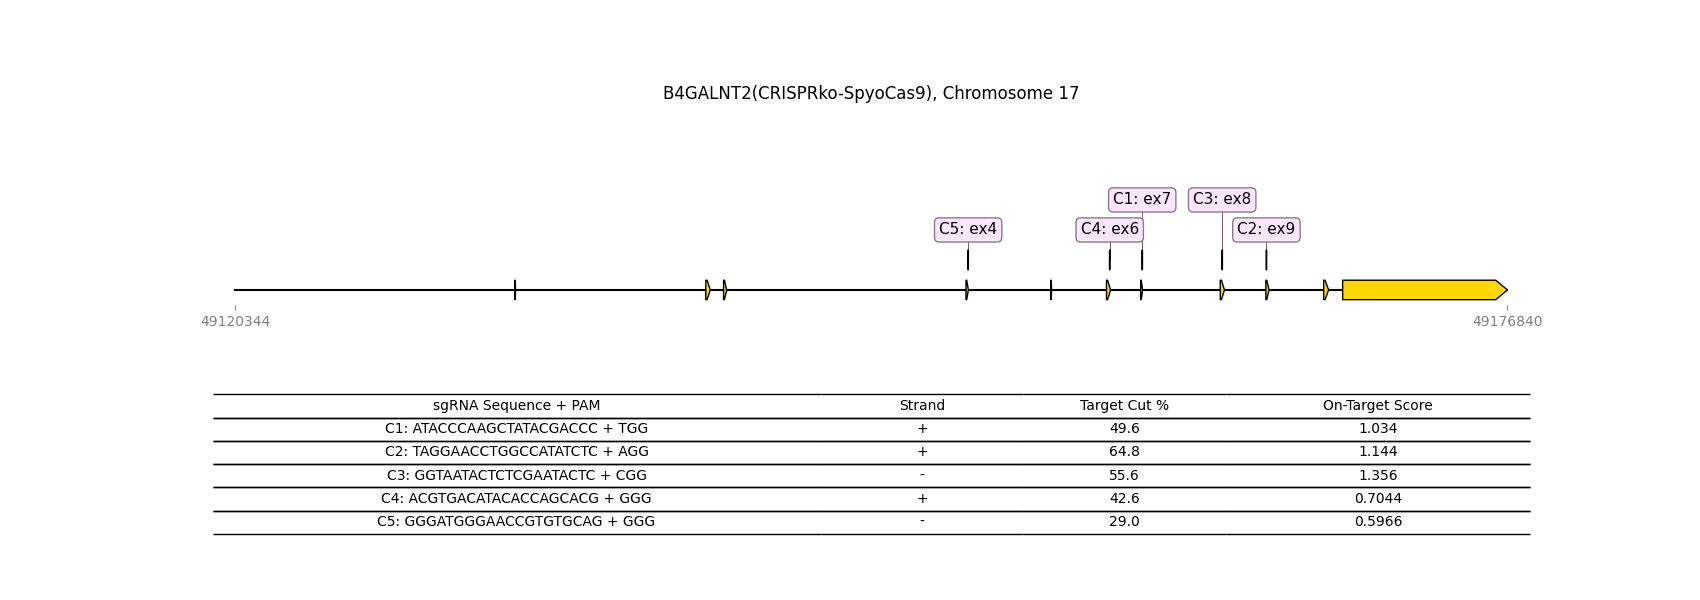 B4GALNT2(CRISPRko-SpyoCas9), Chromosome 17
C1: ex7 C3: ex8
C5: ex4 C4: ex6 C2: ex9
49120344 49176840
sgRNA Sequence + PAM Strand Target Cut % On-Target Score
C1: ATACCCAAGCTATACGACCC + TGG + 49.6 1.034
C2: TAGGAACCTGGCCATATCTC + AGG + 64.8 1.144
C3: GGTAATACTCTCGAATACTC + CGG - 55.6 1.356
C4: ACGTGACATACACCAGCACG + GGG + 42.6 0.7044
C5: GGGATGGGAACCGTGTGCAG + GGG - 29.0 0.5966